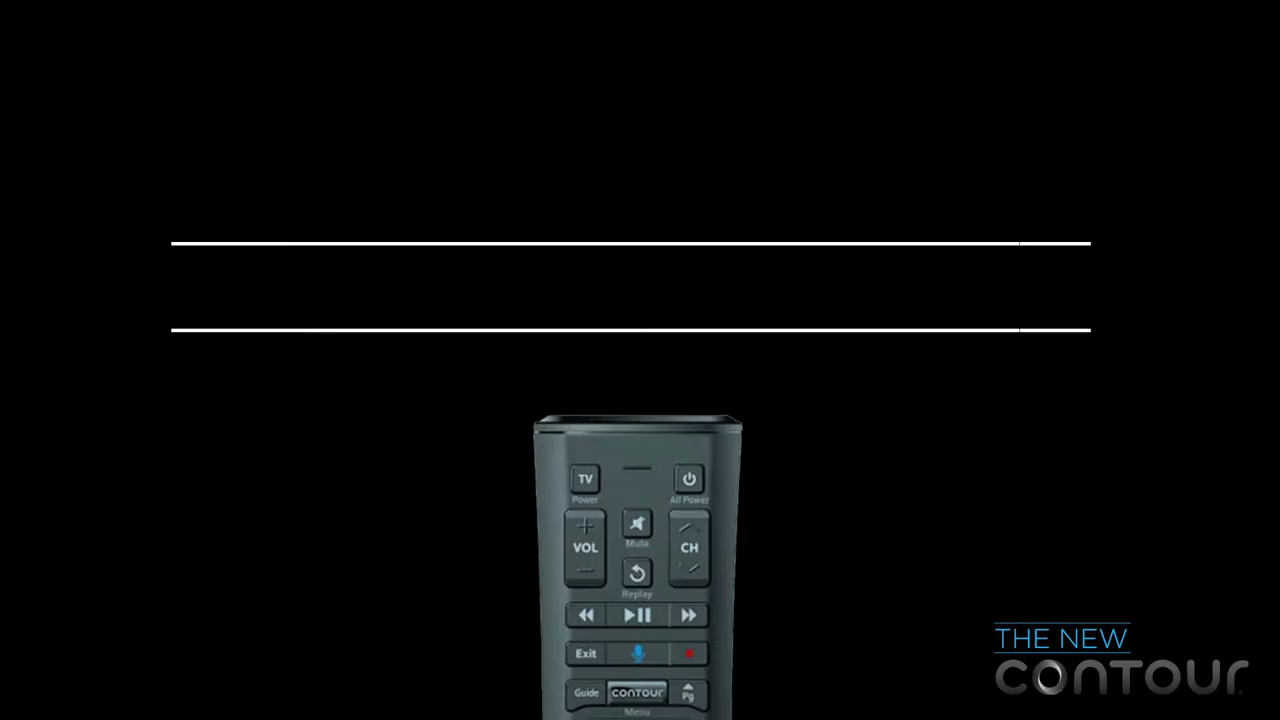 TV
Power
All Power
VOL
Mute
CH
Replay
Exit
Guide
contour
Pg
Menu
THE NEW
contour